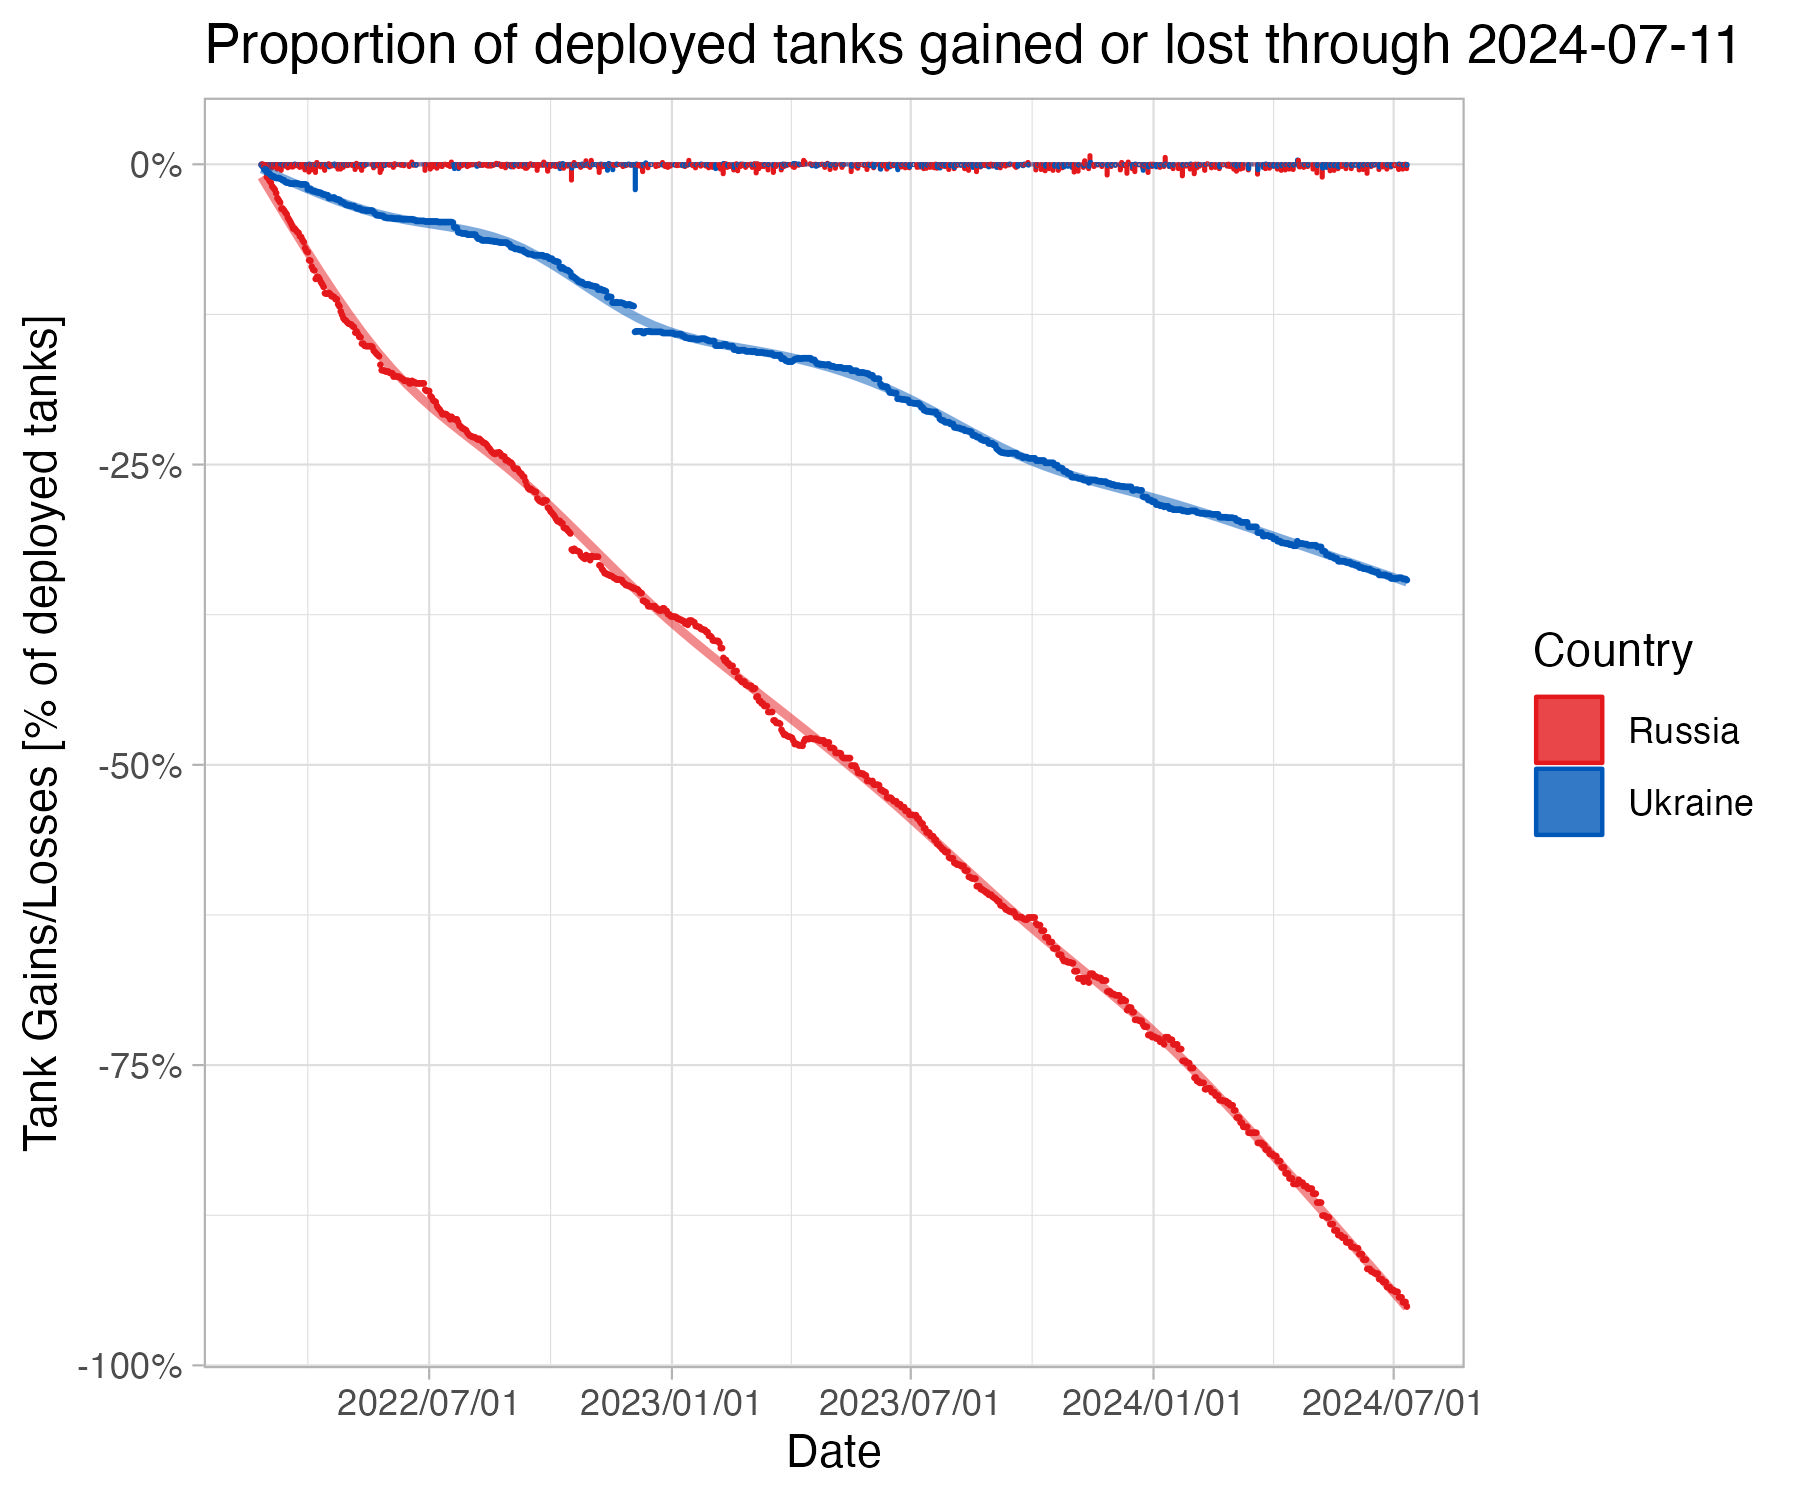 Proportion of deployed tanks gained or lost through 2024-07-11
Tank Gains/Losses [% of deployed tanks]
0%
-25%
-50%
-75%
-100%
2022/07/01
2023/01/01
2023/07/01
2024/01/01
2024/07/01
Date
Country
Russia
Ukraine